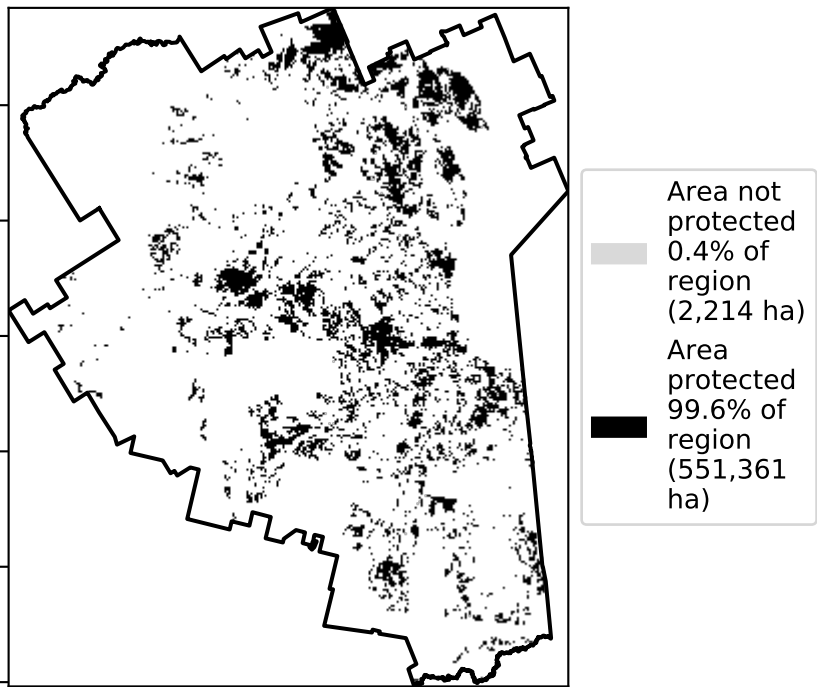 Area not
protected
0.4% of
region
(2,214 ha)
Area
protected
99.6% of
region
(551,361
ha)